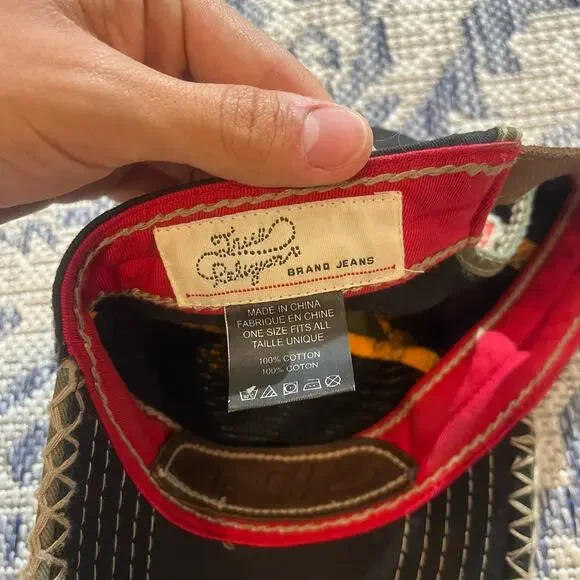 True
Religion
BRAND JEANS
MADE IN CHINA
FABRIQUE EN CHINE
ONE SIZE FITS ALL
TAILLE UNIQUE
100% COTTON
100% COTON